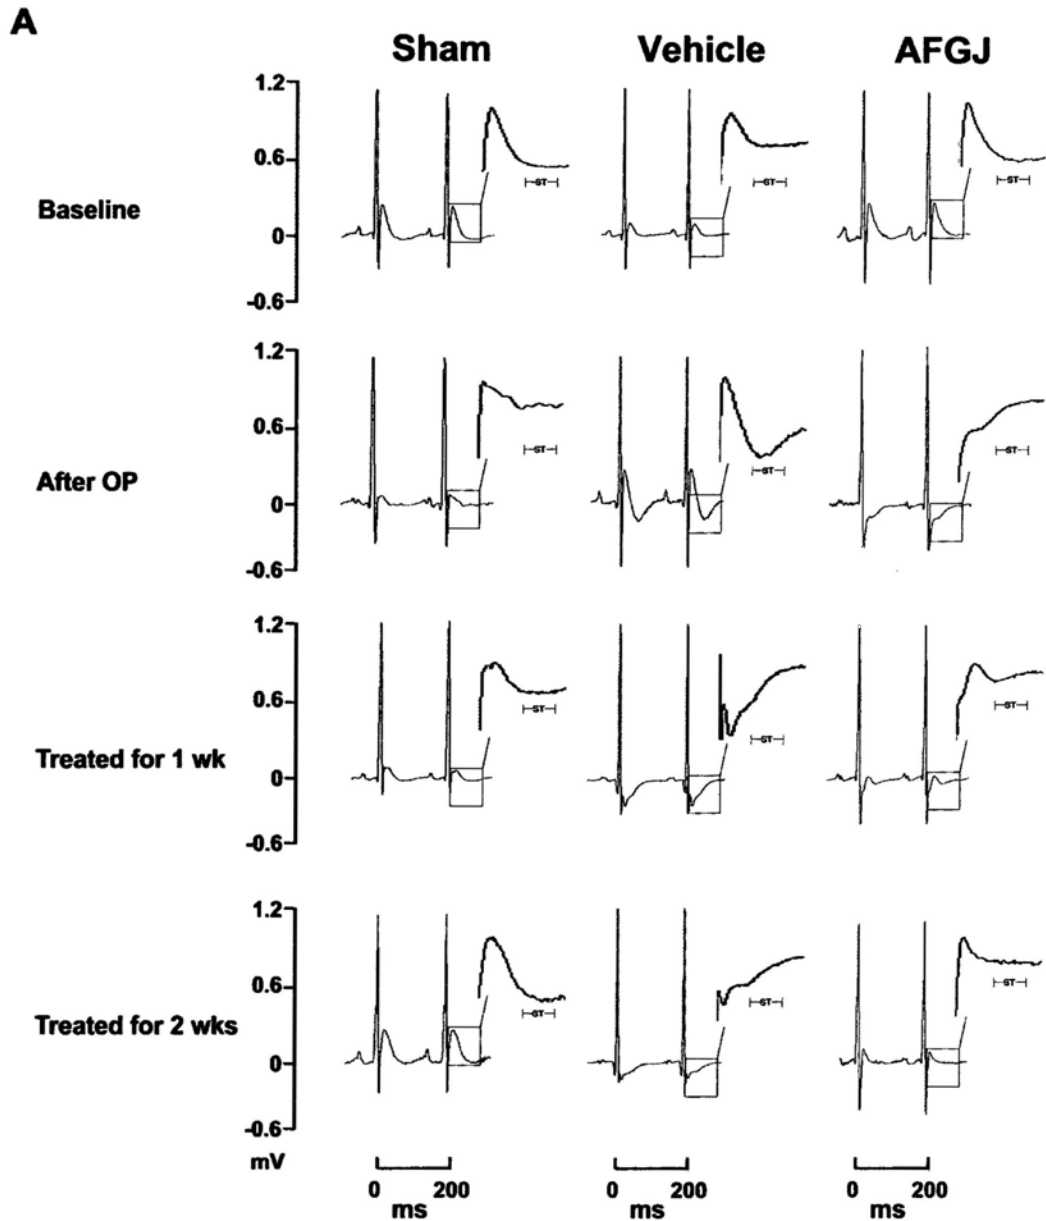 A
Sham Vehicle AFGJ
Baseline
1.2
0.6
0
-0.6
ST ST ST
After OP
1.2
0.6
0
-0.6
ST ST ST
Treated for 1 wk
1.2
0.6
0
-0.6
ST ST ST
Treated for 2 wks
1.2
0.6
0
-0.6
ST ST ST
mV
0 200 0 200 0 200
ms ms ms